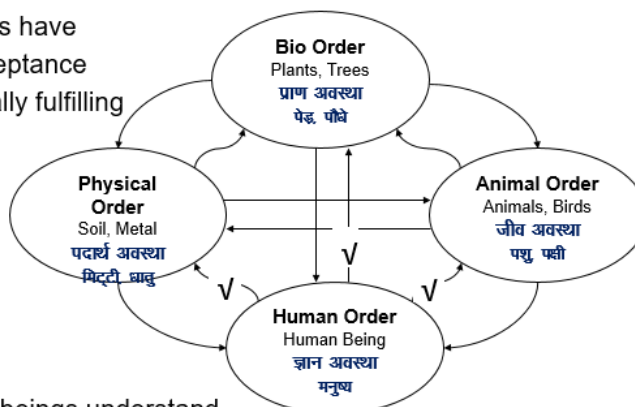 s have
eptance
ally fulfilling
Bio Order
Plants, Trees
प्राण अवस्था
पेड़, पौधे
Physical
Order
Soil, Metal
पदार्थ अवस्था
मिट्टी, धातु
Animal Order
Animals, Birds
जीव अवस्था
पशु, पक्षी
√
√
√
Human Order
Human Being
ज्ञान अवस्था
मनुष्य
beings understand